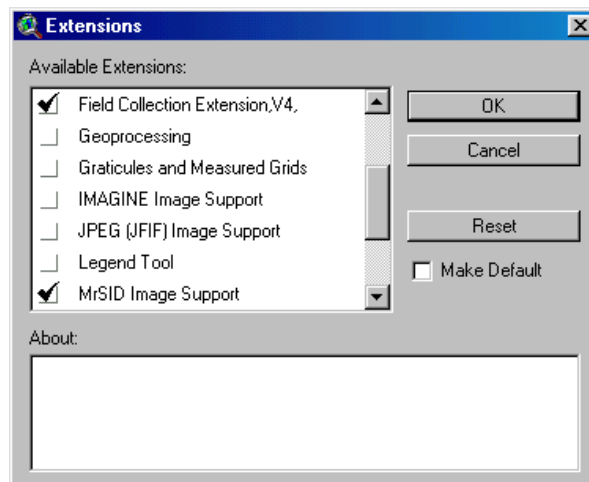 Extensions
Available Extensions:
Field Collection Extension,V4,
Geoprocessing
Graticules and Measured Grids
IMAGINE Image Support
JPEG (JFIF) Image Support
Legend Tool
MrSID Image Support
OK
Cancel
Reset
Make Default
About: